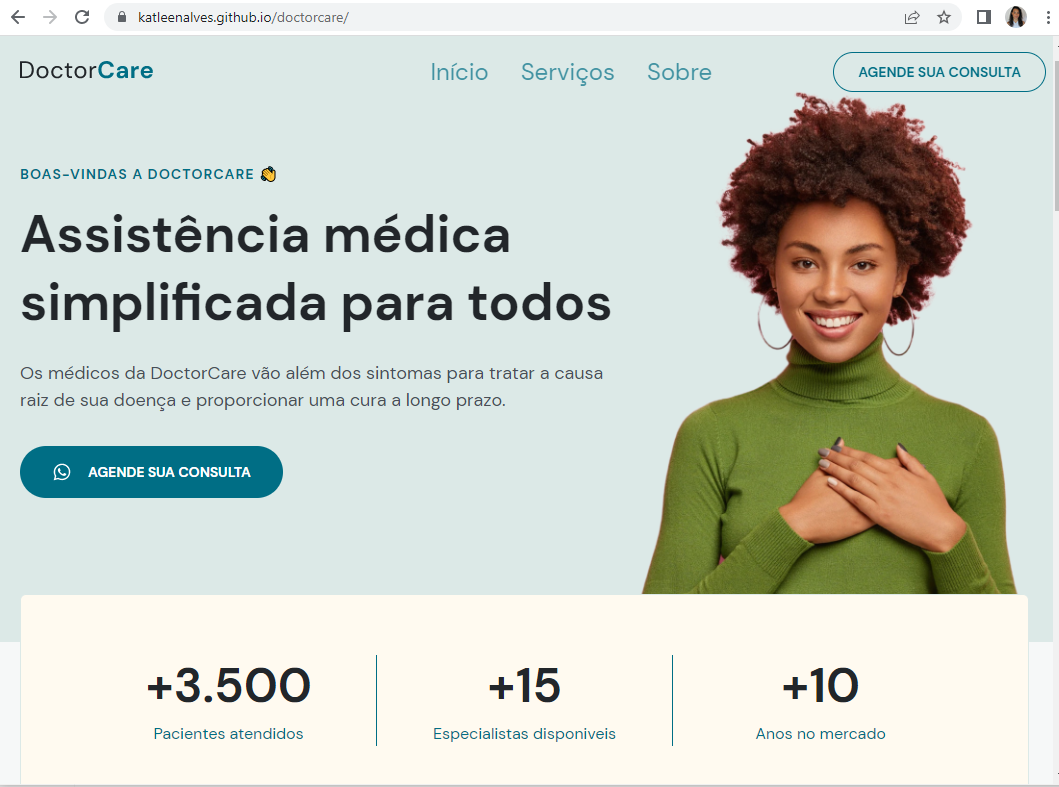 katleenalves.github.io/doctorcare/
DoctorCare
Início Serviços Sobre
AGENDE SUA CONSULTA
BOAS-VINDAS A DOCTORCARE 👏
Assistência médica
simplificada para todos
Os médicos da DoctorCare vão além dos sintomas para tratar a causa
raiz de sua doença e proporcionar uma cura a longo prazo.
AGENDE SUA CONSULTA
+3.500
Pacientes atendidos
+15
Especialistas disponiveis
+10
Anos no mercado